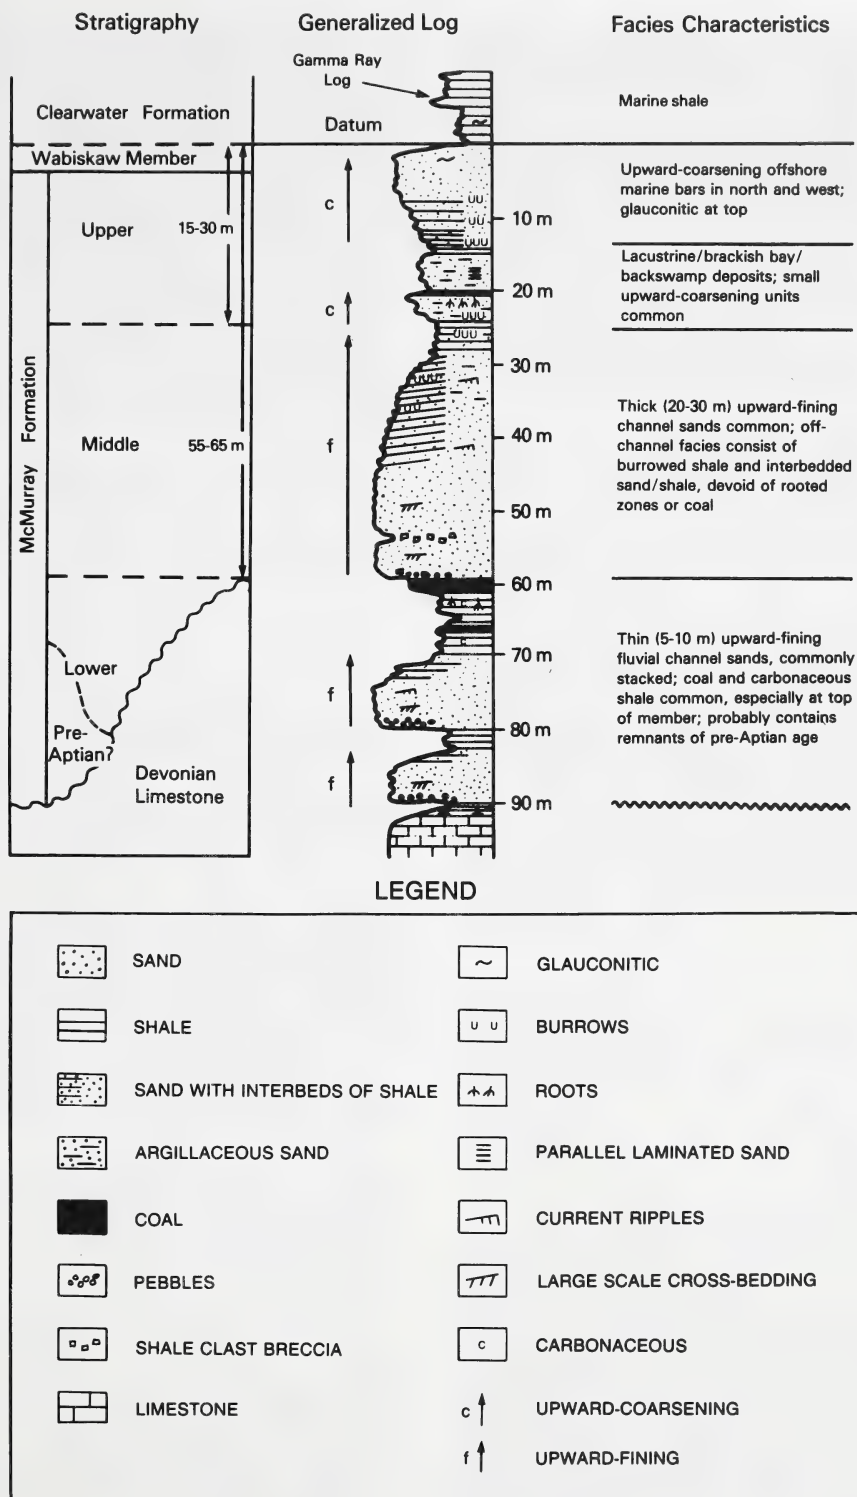 Stratigraphy
Generalized Log
Facies Characteristics
Gamma Ray
Log
Clearwater Formation
Datum
Marine shale
Wabiskaw Member
McMurray Formation
Upper
15-30 m
Middle
55-65 m
Lower
Pre-
Aptian?
Devonian
Limestone
c
c
f
f
f
UU
UU
UUU
UUU
UUU
UUU
UU
c
c
10 m
20 m
30 m
40 m
50 m
60 m
70 m
80 m
90 m
Upward-coarsening offshore
marine bars in north and west;
glauconitic at top
Lacustrine/brackish bay/
backswamp deposits; small
upward-coarsening units
common
Thick (20-30 m) upward-fining
channel sands common; off-
channel facies consist of
burrowed shale and interbedded
sand/shale, devoid of rooted
zones or coal
Thin (5-10 m) upward-fining
fluvial channel sands, commonly
stacked; coal and carbonaceous
shale common, especially at top
of member; probably contains
remnants of pre-Aptian age
LEGEND
SAND
SHALE
SAND WITH INTERBEDS OF SHALE
ARGILLACEOUS SAND
COAL
PEBBLES
SHALE CLAST BRECCIA
LIMESTONE
~ GLAUCONITIC
U U BURROWS
ROOTS
PARALLEL LAMINATED SAND
CURRENT RIPPLES
LARGE SCALE CROSS-BEDDING
c CARBONACEOUS
c UPWARD-COARSENING
f UPWARD-FINING